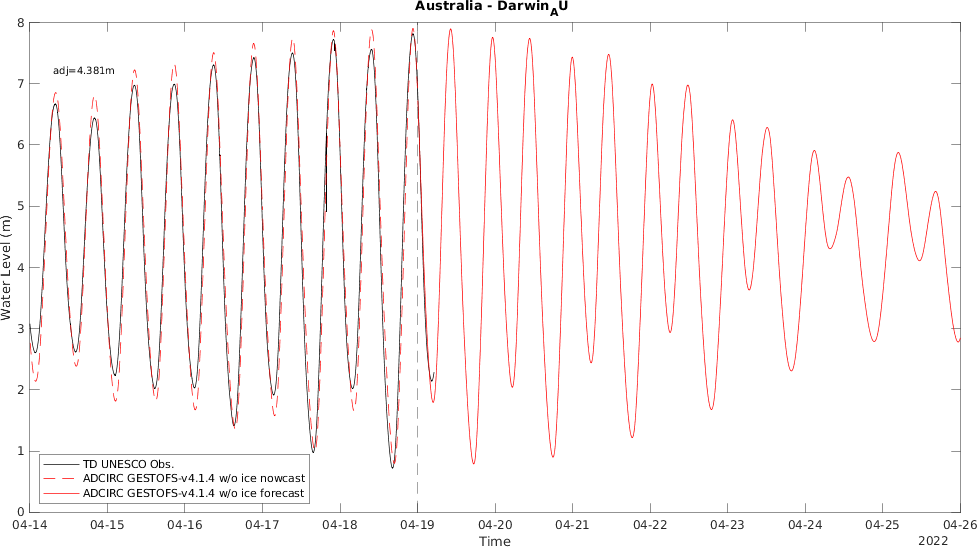 Australia - Darwin_AU
8
7
6
5
4
3
2
1
0
Water Level (m)
adj=4.381m
TD UNESCO Obs.
ADCIRC GESTOFS-v4.1.4 w/o ice nowcast
ADCIRC GESTOFS-v4.1.4 w/o ice forecast
04-14 04-15 04-16 04-17 04-18 04-19 04-20 04-21 04-22 04-23 04-24 04-25 04-26
Time
2022